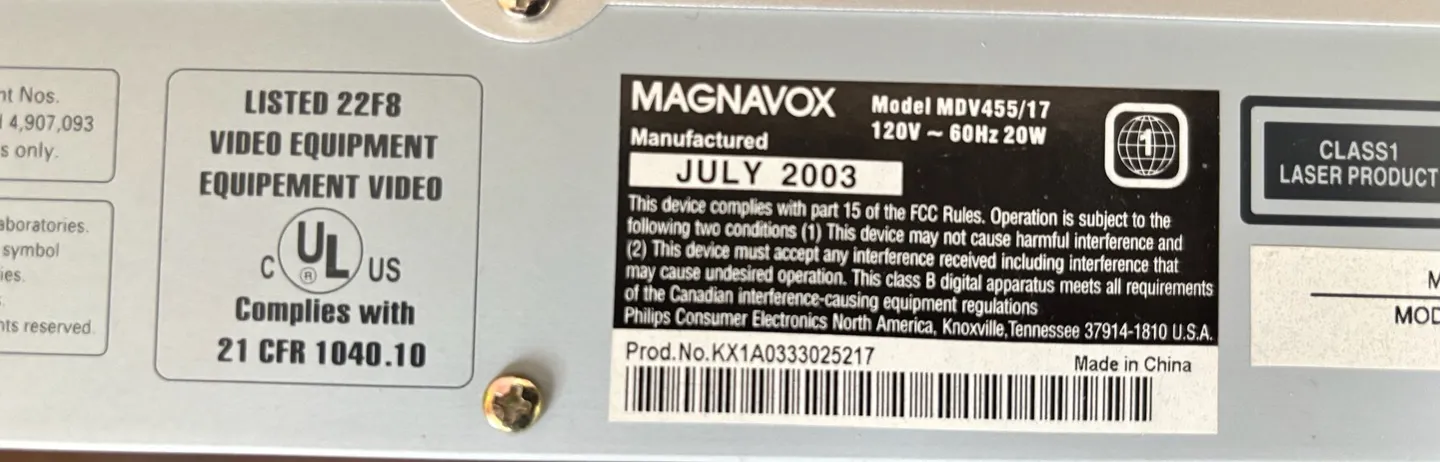 nt Nos.
4,907,093
s only.
aboratories.
symbol
ies.
nts reserved.
LISTED 22F8
VIDEO EQUIPMENT
EQUIPEMENT VIDEO
C UL ® US
Complies with
21 CFR 1040.10
MAGNAVOX
Model MDV455/17
120V ~ 60Hz 20W
1
Manufactured
JULY 2003
This device complies with part 15 of the FCC Rules. Operation is subject to the
following two conditions (1) This device may not cause harmful interference and
(2) This device must accept any interference received including interference that
may cause undesired operation. This class B digital apparatus meets all requirements
of the Canadian interference-causing equipment regulations
Philips Consumer Electronics North America, Knoxville,Tennessee 37914-1810 U.S.A.
Prod.No.KX1A0333025217
Made in China
CLASS1
LASER PRODUCT
M
MOD